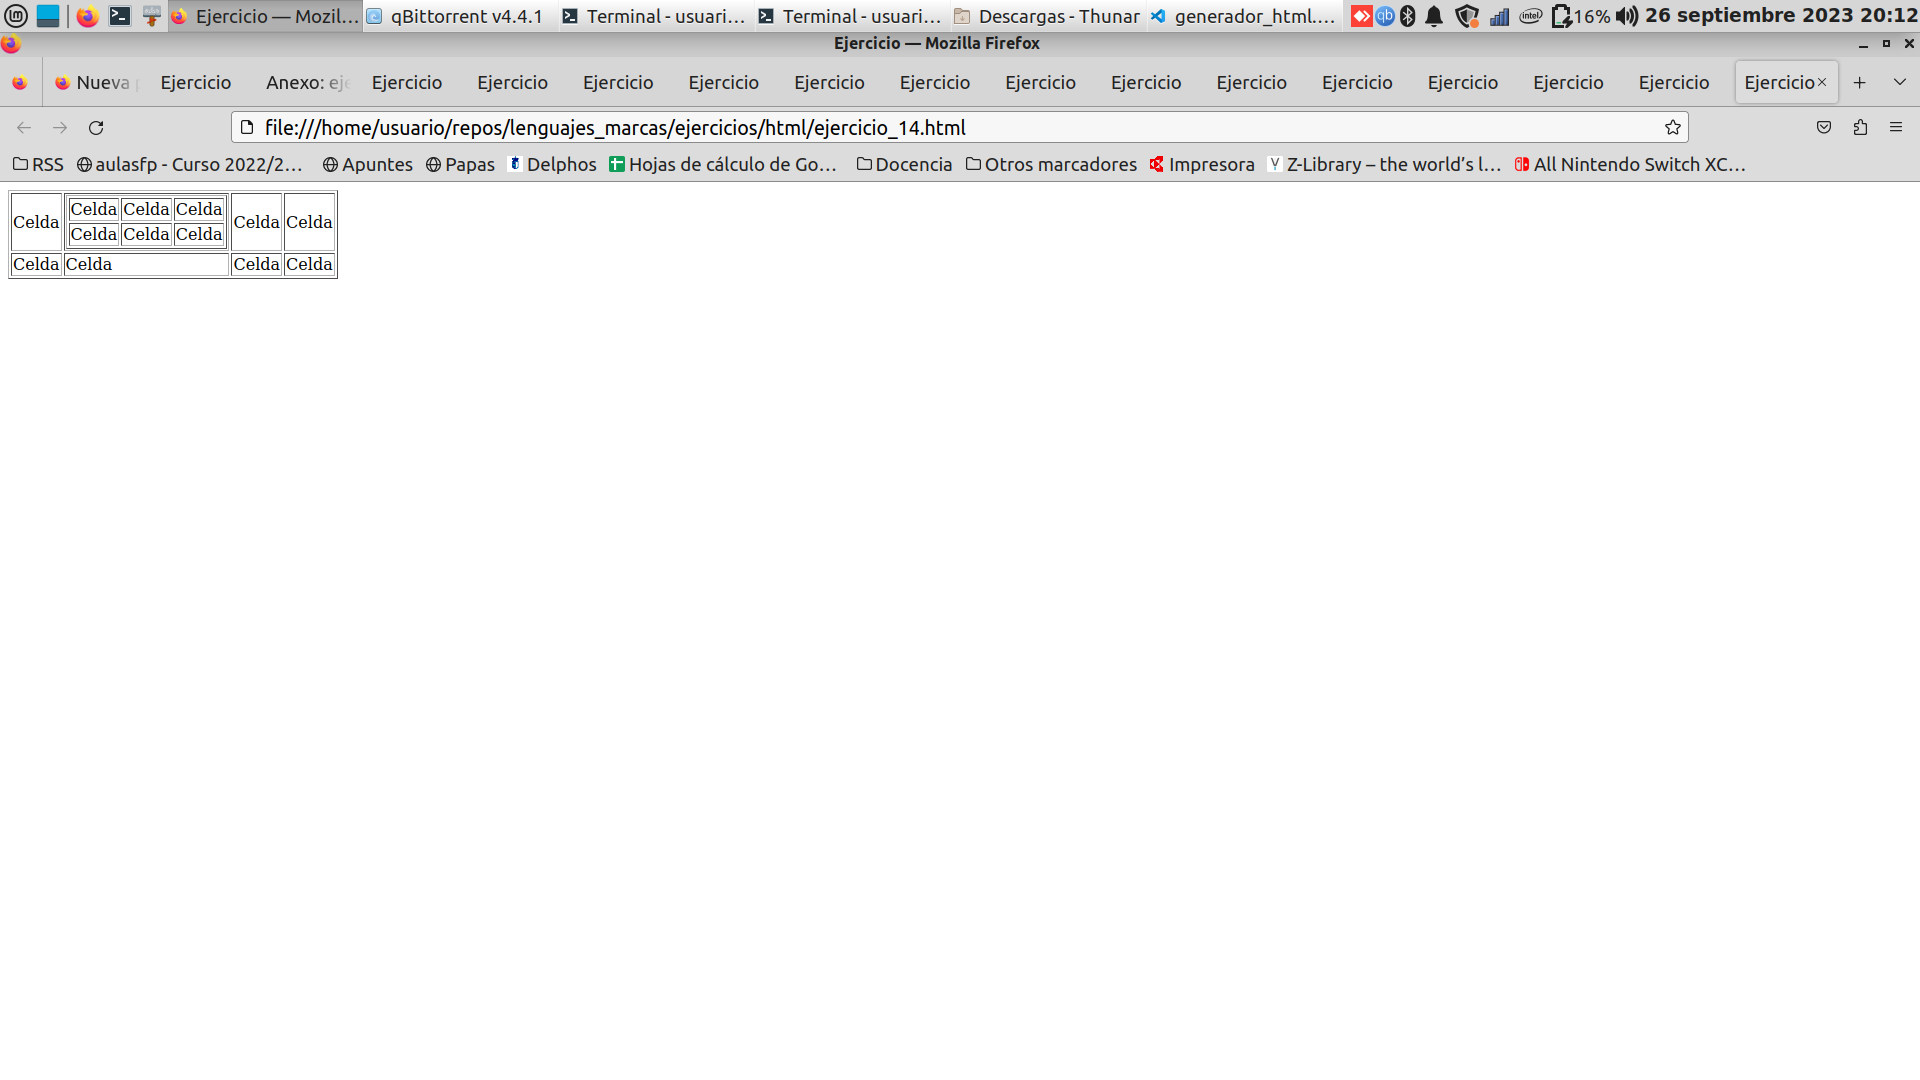 Ejercicio — Mozil... qBittorrent v4.4.1 Terminal - usuari... Terminal - usuari... Descargas - Thunar generador_html.... qb intel 16% 26 septiembre 2023 20:12
Ejercicio — Mozilla Firefox
Nueva Ejercicio Anexo: eje Ejercicio Ejercicio Ejercicio Ejercicio Ejercicio Ejercicio Ejercicio Ejercicio Ejercicio Ejercicio Ejercicio Ejercicio Ejercicio Ejercicio
file:///home/usuario/repos/lenguajes_marcas/ejercicios/html/ejercicio_14.html
RSS aulasfp - Curso 2022/2... Apuntes Papas Delphos Hojas de cálculo de Go... Docencia Otros marcadores Impresora Z-Library – the world's l... All Nintendo Switch XC...
Celda Celda Celda
Celda Celda Celda
Celda Celda Celda
Celda Celda Celda Celda